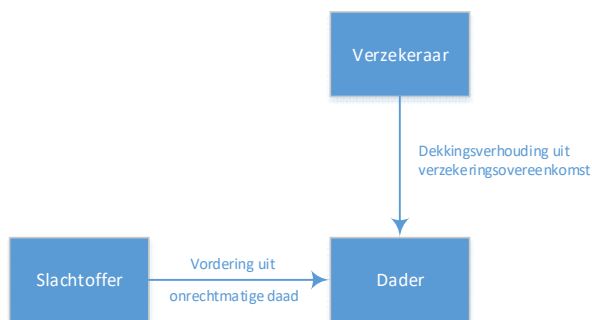 Verzekeraar
Dekkingsverhouding uit
verzekeringsovereenkomst
Slachtoffer
Vordering uit
onrechtmatige daad
Dader